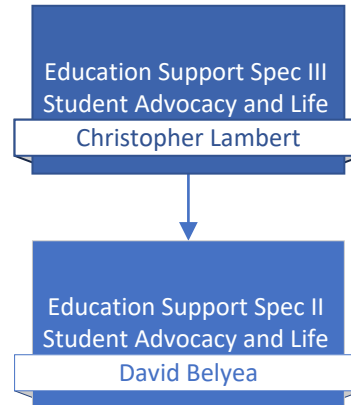 Education Support Spec III
Student Advocacy and Life
Christopher Lambert
Education Support Spec II
Student Advocacy and Life
David Belyea